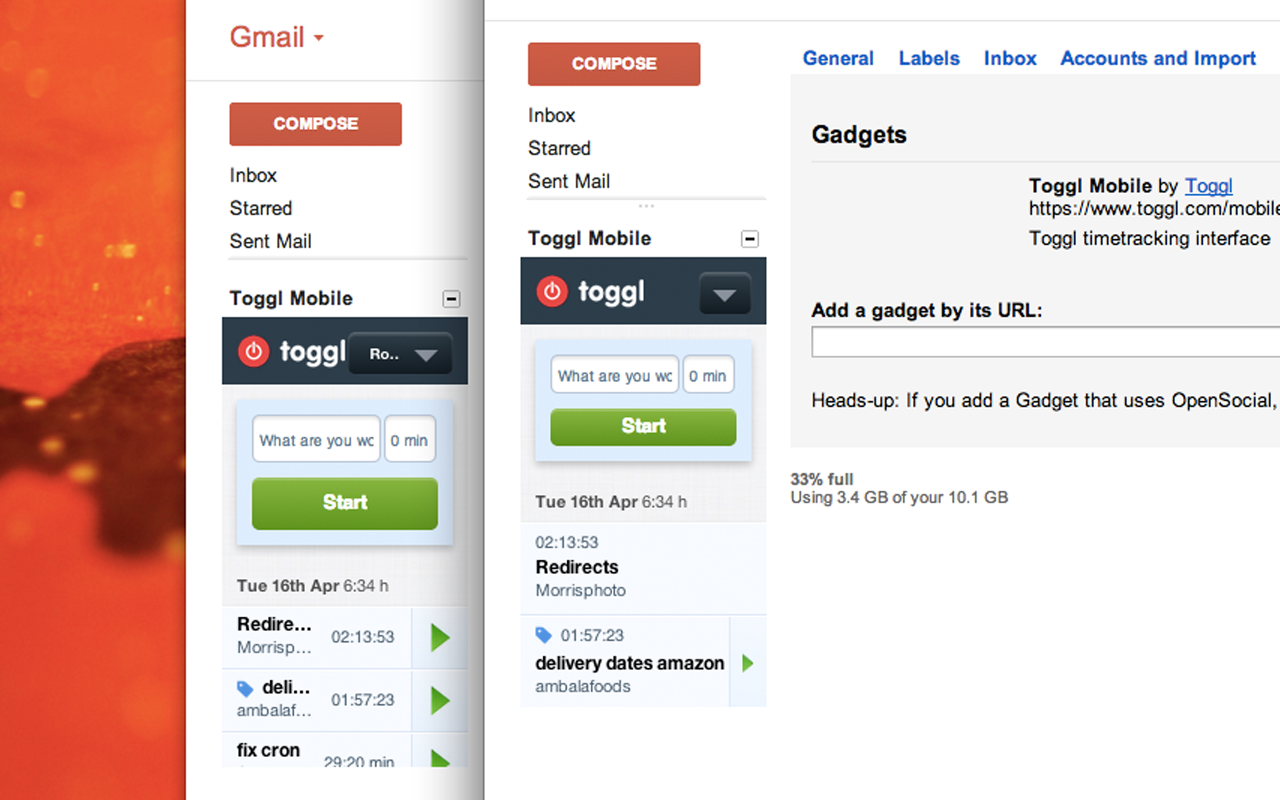 Gmail
COMPOSE
Inbox
Starred
Sent Mail
Toggl Mobile
toggl
Ro..
What are you wo
0 min
Start
Tue 16th Apr 6:34 h
Redire...
02:13:53
Morrisp...
deli...
01:57:23
ambalaf...
fix cron
29:20 min
COMPOSE
Inbox
Starred
Sent Mail
Toggl Mobile
toggl
What are you wo
0 min
Start
Tue 16th Apr 6:34 h
02:13:53
Redirects
Morrisphoto
01:57:23
delivery dates amazon
ambalafoods
General Labels Inbox Accounts and Import
Gadgets
Toggl Mobile by Toggl
https://www.toggl.com/mobile
Toggl timetracking interface
Add a gadget by its URL:
Heads-up: If you add a Gadget that uses OpenSocial,
33% full
Using 3.4 GB of your 10.1 GB